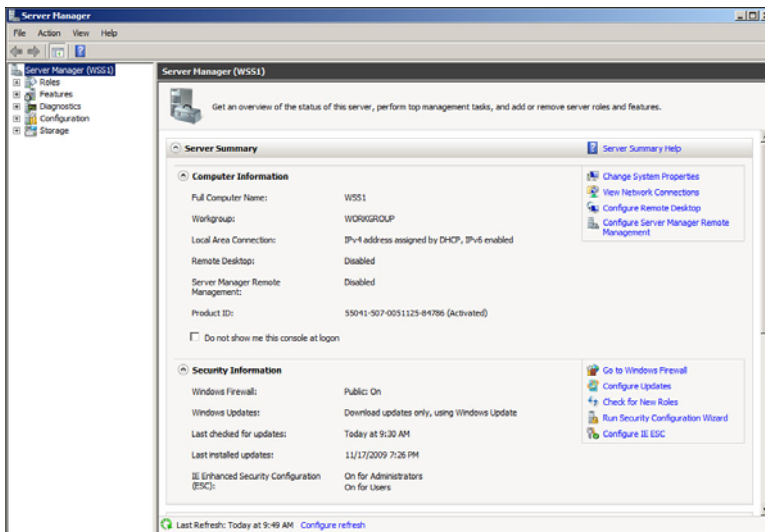 Server Manager
File Action View Help
Server Manager (WSS1)
Roles
Features
Diagnostics
Configuration
Storage
Server Manager (WSS1)
Get an overview of the status of this server, perform top management tasks, and add or remove server roles and features.
Server Summary
Server Summary Help
Computer Information
Full Computer Name: WSS1
Workgroup: WORKGROUP
Local Area Connection: IPv4 address assigned by DHCP, IPv6 enabled
Remote Desktop: Disabled
Server Manager Remote Disabled
Management:
Product ID: 55041-507-0051125-84786 (Activated)
Do not show me this console at logon
Change System Properties
View Network Connections
Configure Remote Desktop
Configure Server Manager Remote
Management
Security Information
Windows Firewall: Public: On
Windows Updates: Download updates only, using Windows Update
Last checked for updates: Today at 9:30 AM
Last installed updates: 11/17/2009 7:26 PM
IE Enhanced Security Configuration On for Administrators
(ESC): On for Users
Go to Windows Firewall
Configure Updates
Check for New Roles
Run Security Configuration Wizard
Configure IE ESC
Last Refresh: Today at 9:49 AM Configure refresh